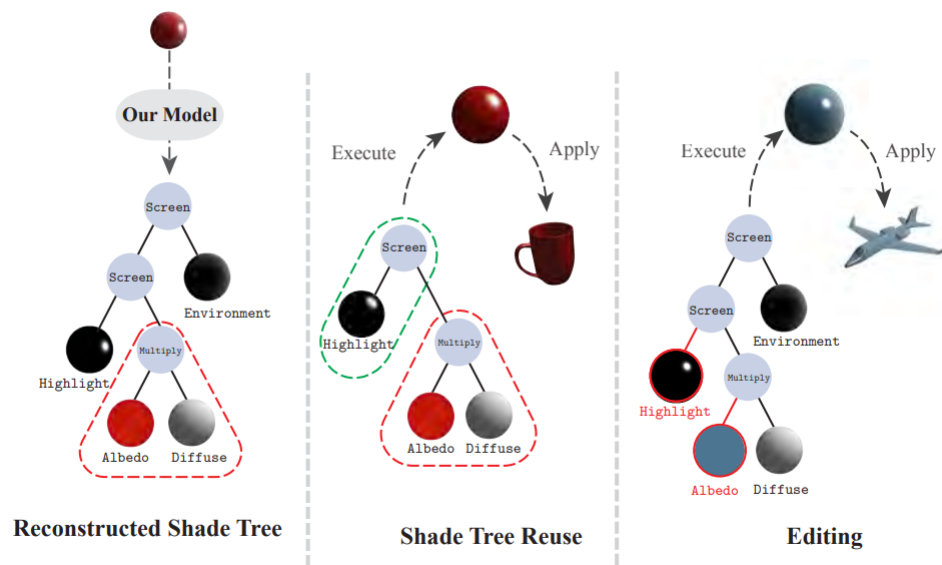 Our Model
Screen
Screen
Environment
Highlight
Multiply
Albedo
Diffuse
Reconstructed Shade Tree
Execute
Apply
Screen
Highlight
Multiply
Albedo
Diffuse
Shade Tree Reuse
Execute
Apply
Screen
Screen
Environment
Highlight
Multiply
Albedo
Diffuse
Editing